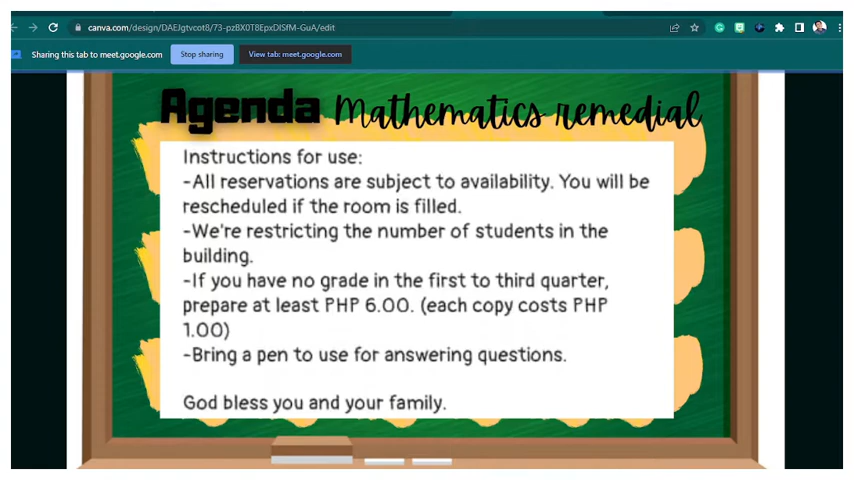 canva.com/design/DAEJgtvcot8/73-pzBX0T8EpxDISfM-GuA/edit
Sharing this tab to meet.google.com
Stop sharing
View tab: meet.google.com
Agenda Mathematics remedial
Instructions for use:
-All reservations are subject to availability. You will be
rescheduled if the room is filled.
-We're restricting the number of students in the
building.
-If you have no grade in the first to third quarter,
prepare at least PHP 6.00. (each copy costs PHP
1.00)
-Bring a pen to use for answering questions.
God bless you and your family.